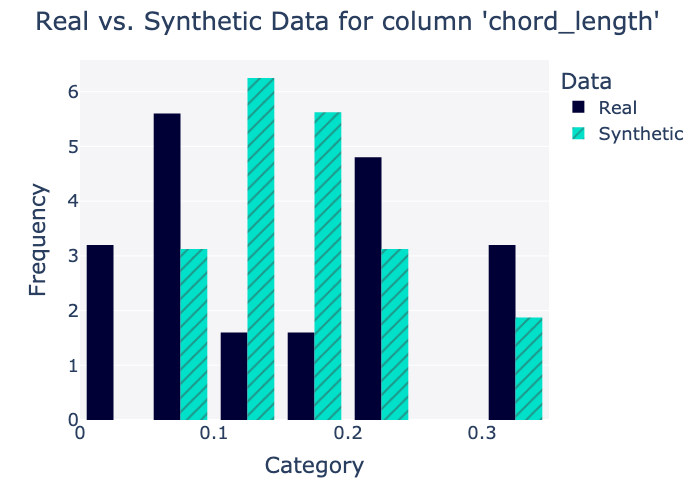 Real vs. Synthetic Data for column 'chord_length'
Data
Real
Synthetic
Frequency
6
5
4
3
2
1
0
0 0.1 0.2 0.3
Category